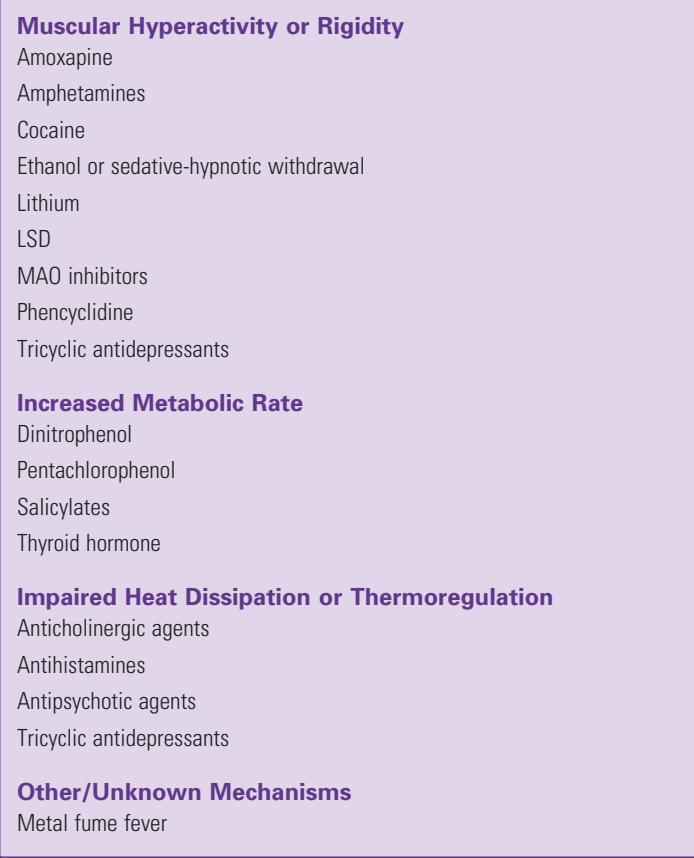 Muscular Hyperactivity or Rigidity
Amoxapine
Amphetamines
Cocaine
Ethanol or sedative-hypnotic withdrawal
Lithium
LSD
MAO inhibitors
Phencyclidine
Tricyclic antidepressants
Increased Metabolic Rate
Dinitrophenol
Pentachlorophenol
Salicylates
Thyroid hormone
Impaired Heat Dissipation or Thermoregulation
Anticholinergic agents
Antihistamines
Antipsychotic agents
Tricyclic antidepressants
Other/Unknown Mechanisms
Metal fume fever